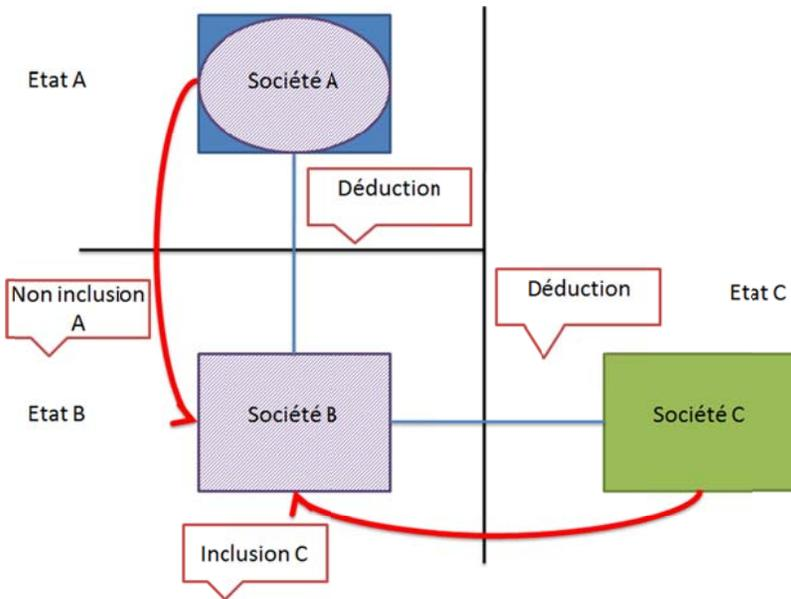 Etat A
Société A
Déduction
Non inclusion
A
Déduction
Etat C
Etat B
Société B
Société C
Inclusion C